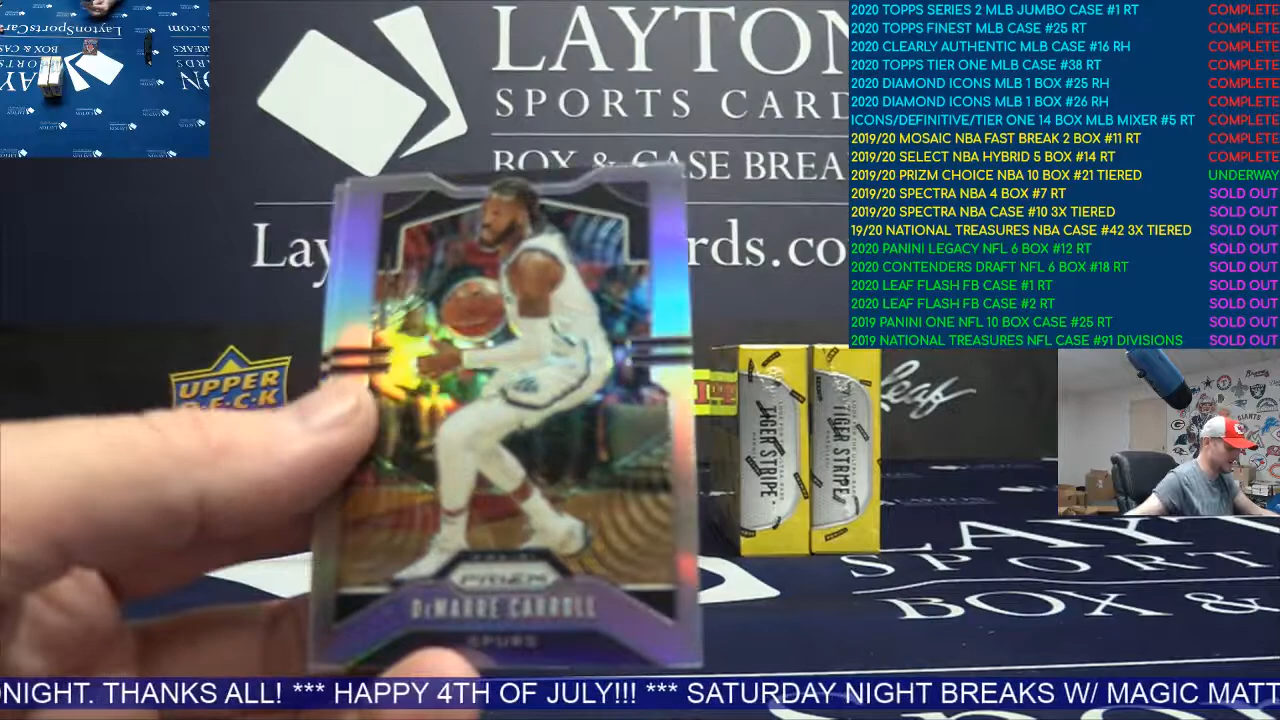 LAYTON
SPORTS CARD
BOX & CASE BREA
Lay
rds.co
UPPER
DECK
Leaf
TIGER STRIPE
TIGER STRIPE
PRIZM
DEMARRE CARROLL
SPURS
LAYT
SPORT
BOX &
GIANTS
2020 TOPPS SERIES 2 MLB JUMBO CASE #1 RT COMPLETE
2020 TOPPS FINEST MLB CASE #25 RT COMPLETE
2020 CLEARLY AUTHENTIC MLB CASE #16 RH COMPLETE
2020 TOPPS TIER ONE MLB CASE #38 RT COMPLETE
2020 DIAMOND ICONS MLB 1 BOX #25 RH COMPLETE
2020 DIAMOND ICONS MLB 1 BOX #26 RH COMPLETE
ICONS/DEFINITIVE/TIER ONE 14 BOX MLB MIXER #5 RT COMPLETE
2019/20 MOSAIC NBA FAST BREAK 2 BOX #11 RT COMPLETE
2019/20 SELECT NBA HYBRID 5 BOX #14 RT COMPLETE
2019/20 PRIZM CHOICE NBA 10 BOX #21 TIERED UNDERWAY
2019/20 SPECTRA NBA 4 BOX #7 RT SOLD OUT
2019/20 SPECTRA NBA CASE #10 3X TIERED SOLD OUT
19/20 NATIONAL TREASURES NBA CASE #42 3X TIERED SOLD OUT
2020 PANINI LEGACY NFL 6 BOX #12 RT SOLD OUT
2020 CONTENDERS DRAFT NFL 6 BOX #18 RT SOLD OUT
2020 LEAF FLASH FB CASE #1 RT SOLD OUT
2020 LEAF FLASH FB CASE #2 RT SOLD OUT
2019 PANINI ONE NFL 10 BOX CASE #25 RT SOLD OUT
2019 NATIONAL TREASURES NFL CASE #91 DIVISIONS SOLD OUT
ONIGHT. THANKS ALL! *** HAPPY 4TH OF JULY!!! *** SATURDAY NIGHT BREAKS W/ MAGIC MATT